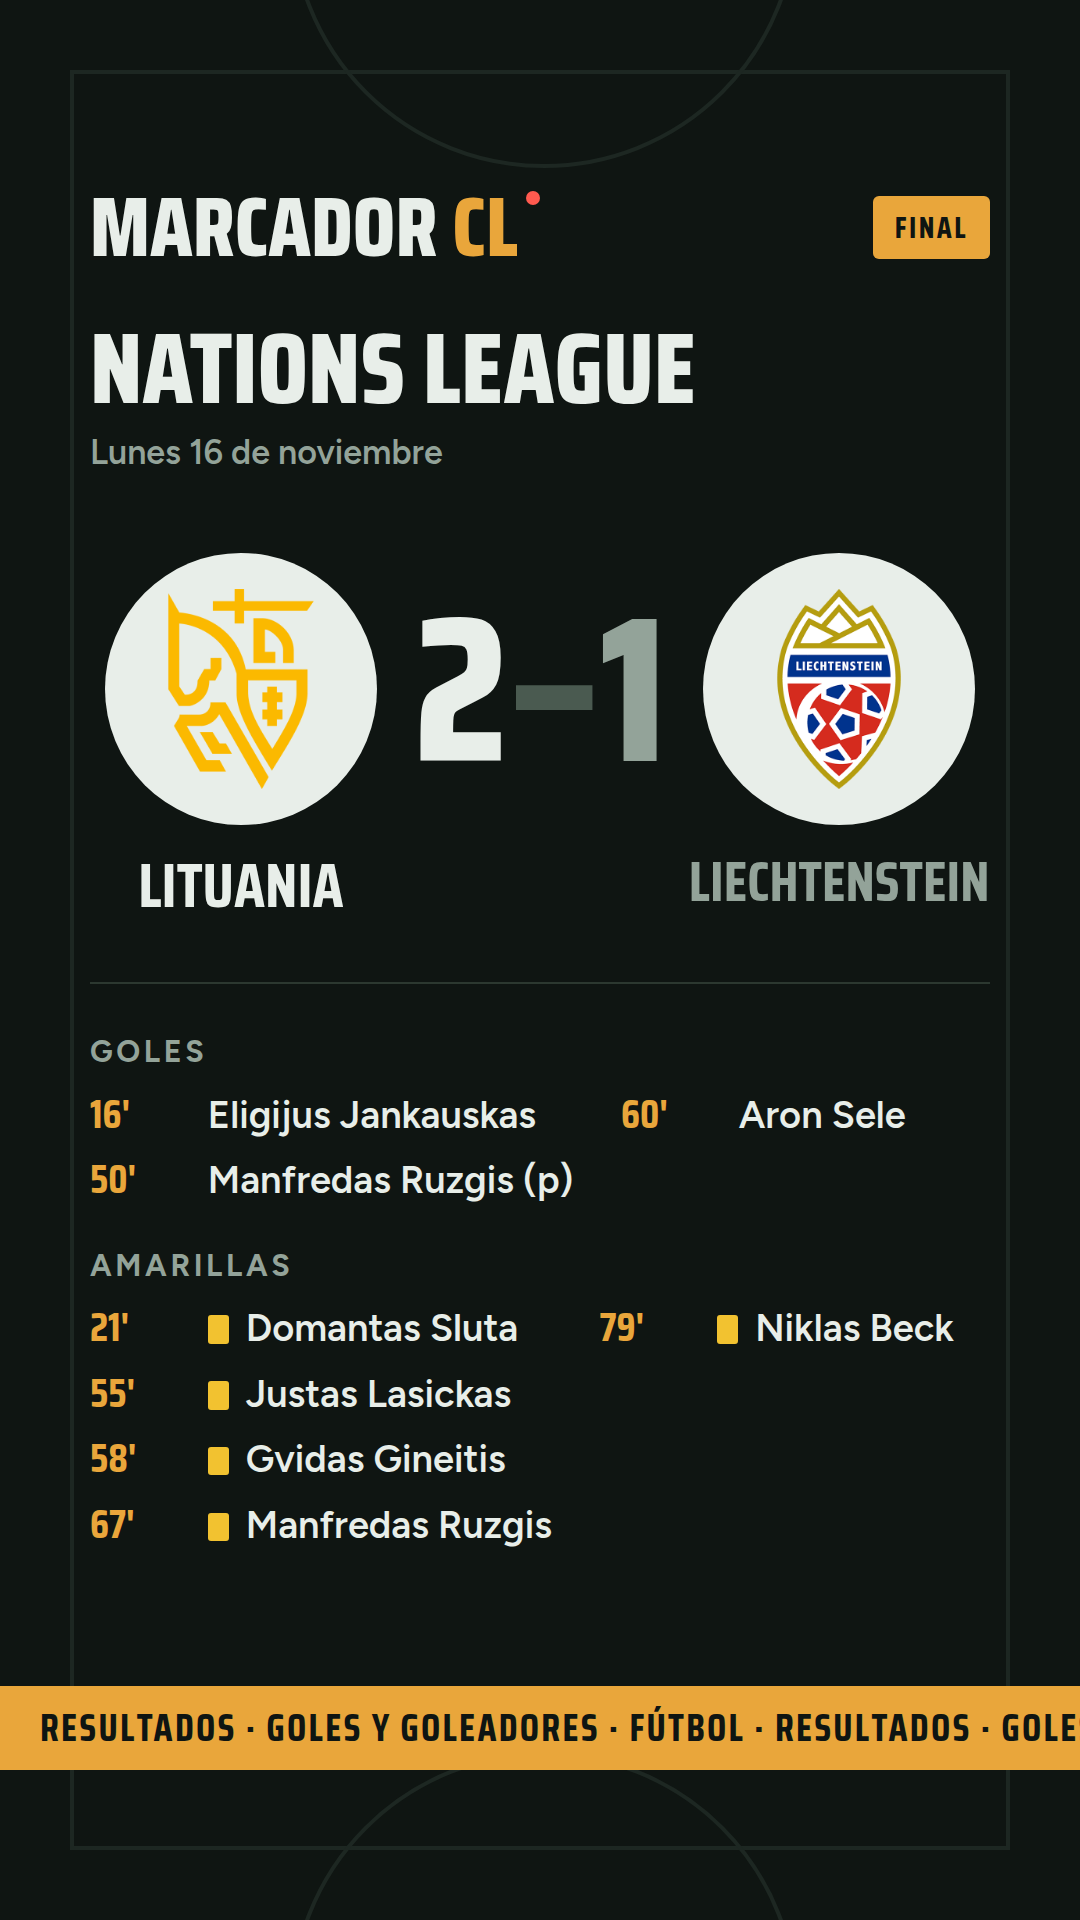 MARCADOR CL
FINAL
NATIONS LEAGUE
Lunes 16 de noviembre
2-1
LIECHTENSTEIN
LITUANIA
LIECHTENSTEIN
GOLES
16' Eligijus Jankauskas
60' Aron Sele
50' Manfredas Ruzgis (p)
AMARILLAS
21' Domantas Sluta
79' Niklas Beck
55' Justas Lasickas
58' Gvidas Gineitis
67' Manfredas Ruzgis
RESULTADOS · GOLES Y GOLEADORES · FÚTBOL · RESULTADOS · GOLES